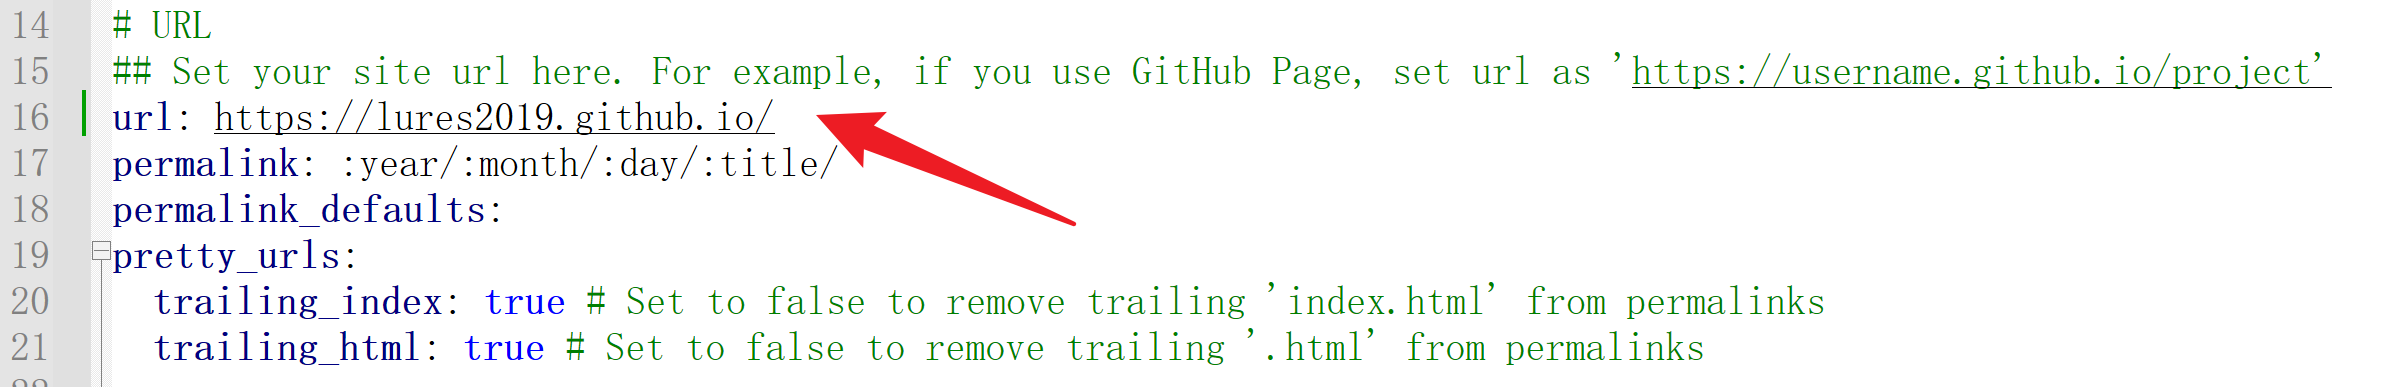 14 # URL
15 ## Set your site url here. For example, if you use GitHub Page, set url as 'https://username.github.io/project'
16 url: https://lures2019.github.io/
17 permalink: :year/:month/:day/:title/
18 permalink_defaults:
19 pretty_urls:
20 trailing_index: true # Set to false to remove trailing 'index.html' from permalinks
21 trailing_html: true # Set to false to remove trailing '.html' from permalinks